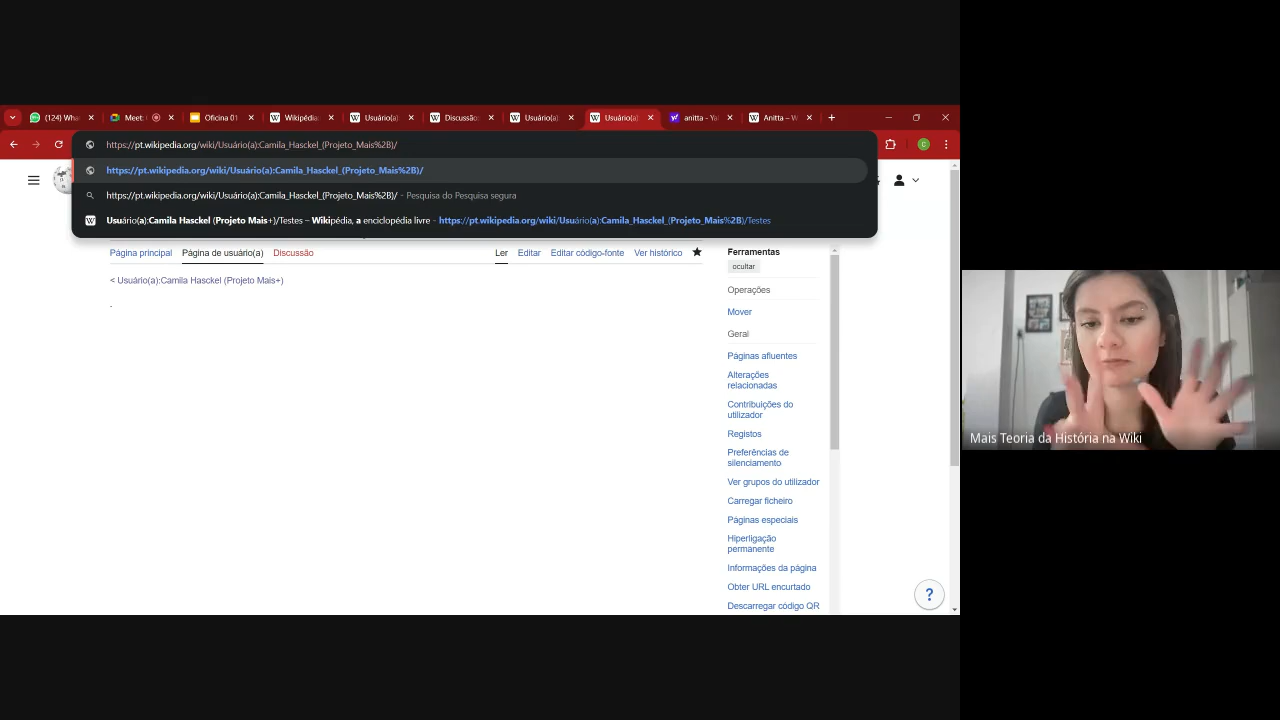 (124) Wha
Meet:
Oficina 01
Wikipédia
Usuário(a)
Discussão
Usuário(a)
Usuário(a)
anitta - Ya
Anitta – W
https://pt.wikipedia.org/wiki/Usuário(a):Camila_Hasckel_(Projeto_Mais%2B)/
https://pt.wikipedia.org/wiki/Usuário(a):Camila_Hasckel_(Projeto_Mais%2B)/
https://pt.wikipedia.org/wiki/Usuário(a):Camila_Hasckel_(Projeto_Mais%2B)/ - Pesquisa do Pesquisa segura
Usuário(a):Camila Hasckel (Projeto Mais+)/Testes – Wikipédia, a enciclopédia livre - https://pt.wikipedia.org/wiki/Usuário(a):Camila_Hasckel_(Projeto_Mais%2B)/Testes
Página principal Página de usuário(a) Discussão Ler Editar Editar código-fonte Ver histórico
< Usuário(a):Camila Hasckel (Projeto Mais+)
.
Ferramentas
ocultar
Operações
Mover
Geral
Páginas afluentes
Alterações
relacionadas
Contribuições do
utilizador
Registos
Preferências de
silenciamento
Ver grupos do utilizador
Carregar ficheiro
Páginas especiais
Hiperligação
permanente
Informações da página
Obter URL encurtado
Descarregar código QR
?
C
Mais Teoria da História na Wiki